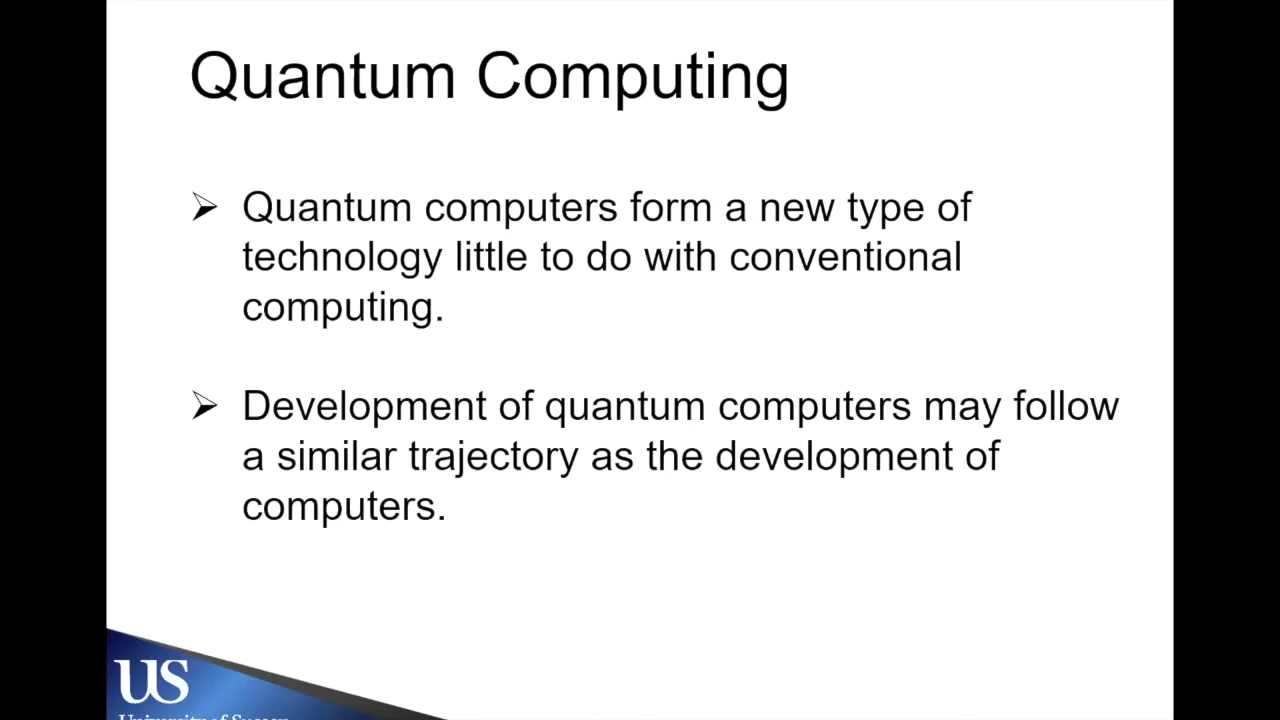 Quantum Computing
Quantum computers form a new type of
technology little to do with conventional
computing.
Development of quantum computers may follow
a similar trajectory as the development of
computers.
US
University of Sussex